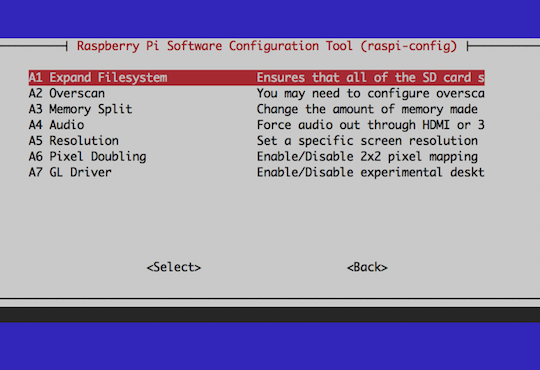 Raspberry Pi Software Configuration Tool (raspi-config)
A1 Expand Filesystem Ensures that all of the SD card s
A2 Overscan You may need to configure oversca
A3 Memory Split Change the amount of memory made
A4 Audio Force audio out through HDMI or 3
A5 Resolution Set a specific screen resolution
A6 Pixel Doubling Enable/Disable 2x2 pixel mapping
A7 GL Driver Enable/Disable experimental deskt
<Select> <Back>